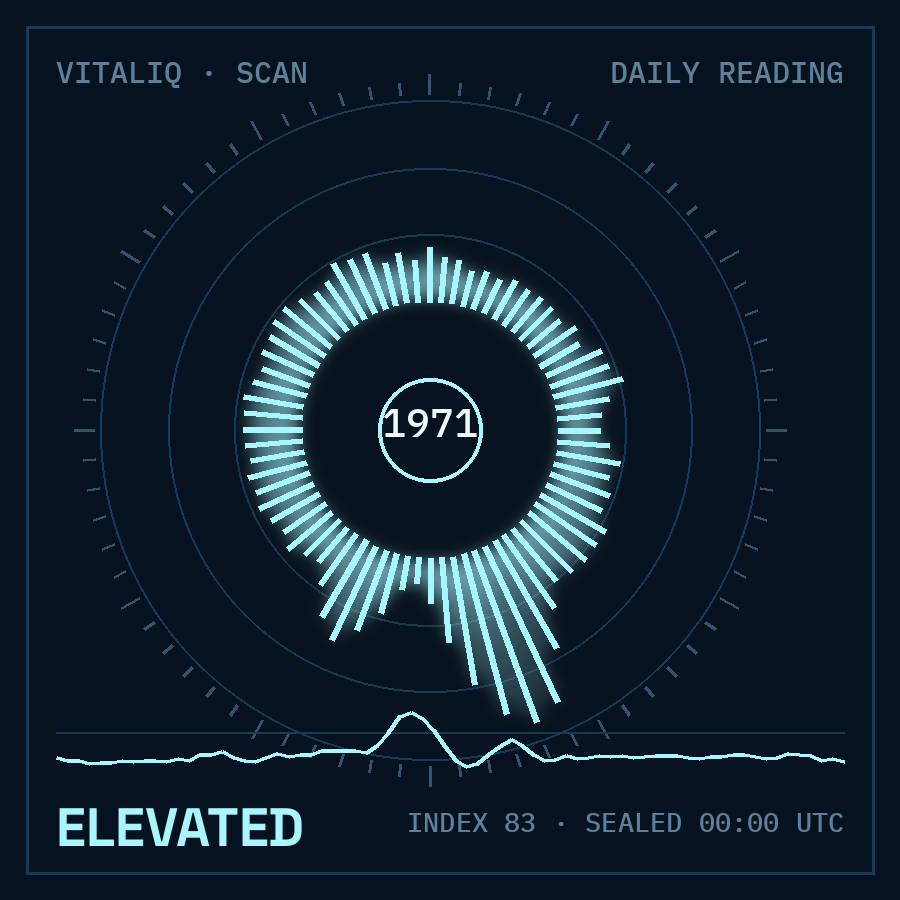 VITALIQ · SCAN
DAILY READING
1971
ELEVATED
INDEX 83 · SEALED 00:00 UTC